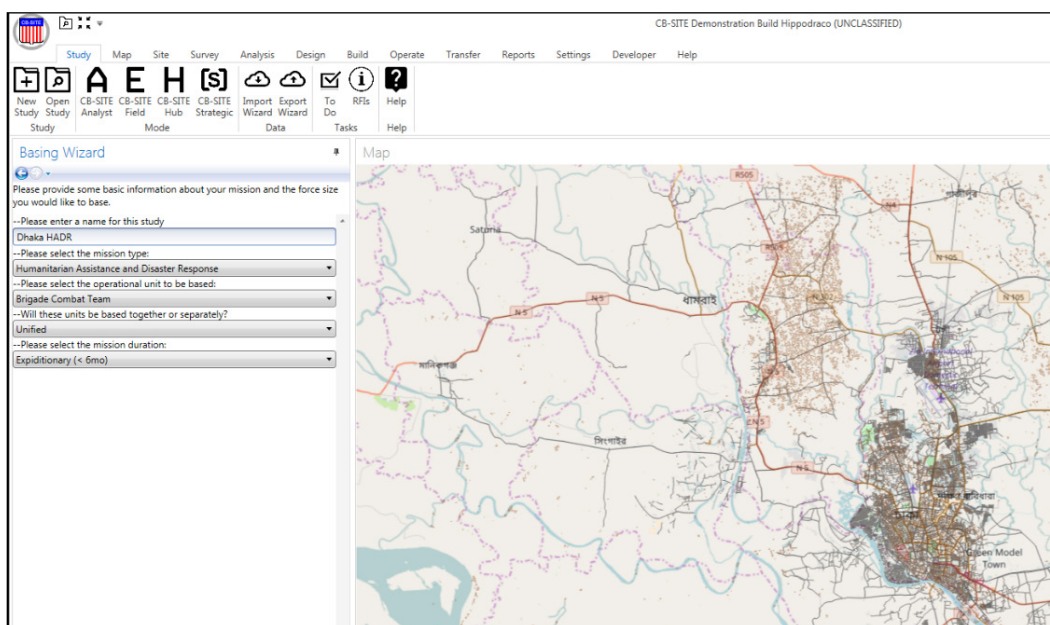 CB-SITE
CB-SITE Demonstration Build Hippodraco (UNCLASSIFIED)
Study Map Site Survey Analysis Design Build Operate Transfer Reports Settings Developer Help
A E H [S]
New Study
Open Study
CB-SITE Analyst
CB-SITE Field
CB-SITE Hub
CB-SITE Strategic
Import Wizard
Export Wizard
To Do
RFIs
Help
Study Mode Data Tasks Help
Basing Wizard
Please provide some basic information about your mission and the force size
you would like to base.
--Please enter a name for this study
Dhaka HADR
--Please select the mission type:
Humanitarian Assistance and Disaster Response
--Please select the operational unit to be based:
Brigade Combat Team
--Will these units be based together or separately?
Unified
--Please select the mission duration:
Expiditionary (< 6mo)
Map
R505
গাজীপুর
N4
Saturia
R505
N 105
ধামরাই
N 5
N 302
N 105
N 5
মানিকগঞ্জ
N 5
সিংগাইর
N 5
ঢাকা
Green Model
Town